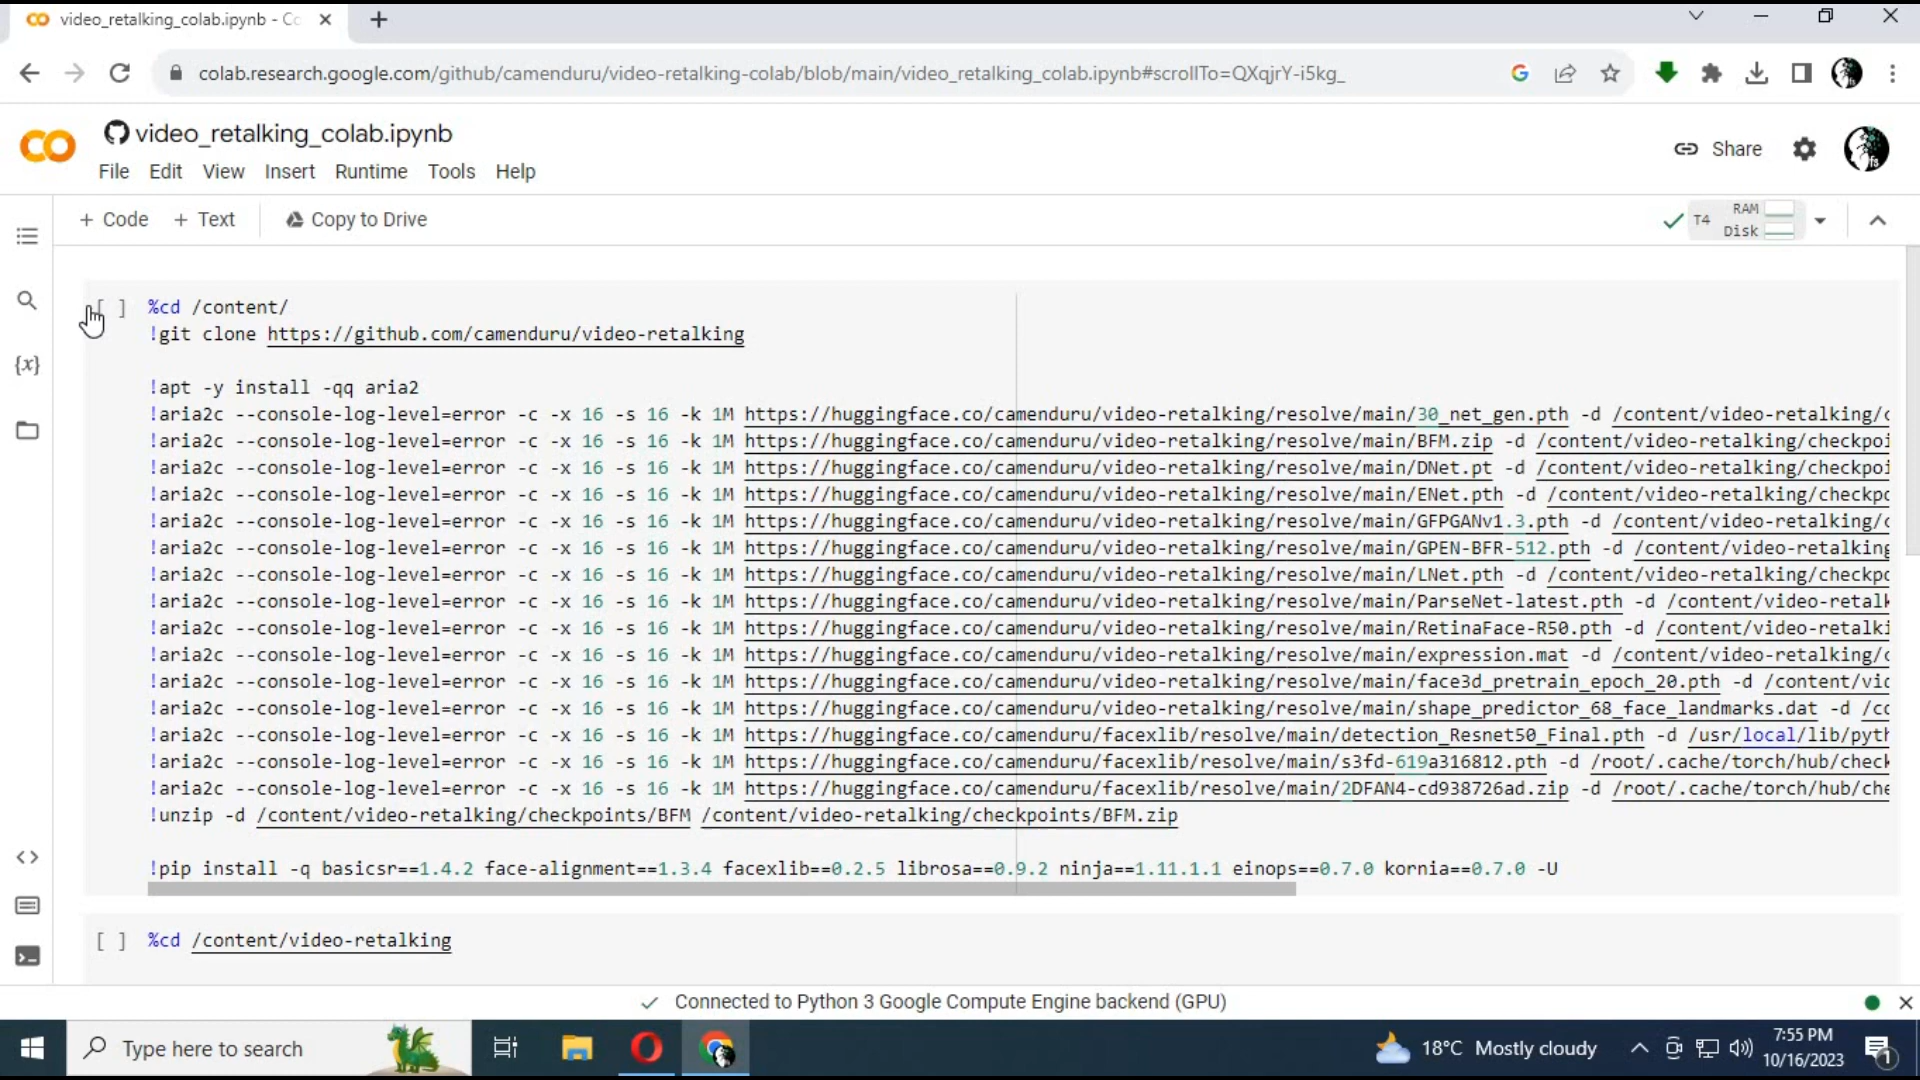 video_retalking_colab.ipynb - Co
colab.research.google.com/github/camenduru/video-retalking-colab/blob/main/video_retalking_colab.ipynb#scrollTo=QXqjrY-i5kg_
video_retalking_colab.ipynb
Share
File Edit View Insert Runtime Tools Help
+ Code + Text Copy to Drive
T4 RAM
Disk
[ ] %cd /content/
!git clone https://github.com/camenduru/video-retalking
!apt -y install -qq aria2
!aria2c --console-log-level=error -c -x 16 -s 16 -k 1M https://huggingface.co/camenduru/video-retalking/resolve/main/30_net_gen.pth -d /content/video-retalking/c
!aria2c --console-log-level=error -c -x 16 -s 16 -k 1M https://huggingface.co/camenduru/video-retalking/resolve/main/BFM.zip -d /content/video-retalking/checkpoi
!aria2c --console-log-level=error -c -x 16 -s 16 -k 1M https://huggingface.co/camenduru/video-retalking/resolve/main/DNet.pt -d /content/video-retalking/checkpoi
!aria2c --console-log-level=error -c -x 16 -s 16 -k 1M https://huggingface.co/camenduru/video-retalking/resolve/main/ENet.pth -d /content/video-retalking/checkpo
!aria2c --console-log-level=error -c -x 16 -s 16 -k 1M https://huggingface.co/camenduru/video-retalking/resolve/main/GFPGANv1.3.pth -d /content/video-retalking/c
!aria2c --console-log-level=error -c -x 16 -s 16 -k 1M https://huggingface.co/camenduru/video-retalking/resolve/main/GPEN-BFR-512.pth -d /content/video-retalking
!aria2c --console-log-level=error -c -x 16 -s 16 -k 1M https://huggingface.co/camenduru/video-retalking/resolve/main/LNet.pth -d /content/video-retalking/checkpo
!aria2c --console-log-level=error -c -x 16 -s 16 -k 1M https://huggingface.co/camenduru/video-retalking/resolve/main/ParseNet-latest.pth -d /content/video-retalk
!aria2c --console-log-level=error -c -x 16 -s 16 -k 1M https://huggingface.co/camenduru/video-retalking/resolve/main/RetinaFace-R50.pth -d /content/video-retalki
!aria2c --console-log-level=error -c -x 16 -s 16 -k 1M https://huggingface.co/camenduru/video-retalking/resolve/main/expression.mat -d /content/video-retalking/c
!aria2c --console-log-level=error -c -x 16 -s 16 -k 1M https://huggingface.co/camenduru/video-retalking/resolve/main/face3d_pretrain_epoch_20.pth -d /content/vid
!aria2c --console-log-level=error -c -x 16 -s 16 -k 1M https://huggingface.co/camenduru/video-retalking/resolve/main/shape_predictor_68_face_landmarks.dat -d /co
!aria2c --console-log-level=error -c -x 16 -s 16 -k 1M https://huggingface.co/camenduru/facexlib/resolve/main/detection_Resnet50_Final.pth -d /usr/local/lib/pyth
!aria2c --console-log-level=error -c -x 16 -s 16 -k 1M https://huggingface.co/camenduru/facexlib/resolve/main/s3fd-619a316812.pth -d /root/.cache/torch/hub/check
!aria2c --console-log-level=error -c -x 16 -s 16 -k 1M https://huggingface.co/camenduru/facexlib/resolve/main/2DFAN4-cd938726ad.zip -d /root/.cache/torch/hub/che
!unzip -d /content/video-retalking/checkpoints/BFM /content/video-retalking/checkpoints/BFM.zip
!pip install -q basicsr==1.4.2 face-alignment==1.3.4 facexlib==0.2.5 librosa==0.9.2 ninja==1.11.1.1 einops==0.7.0 kornia==0.7.0 -U
[ ] %cd /content/video-retalking
Connected to Python 3 Google Compute Engine backend (GPU)
Type here to search
18°C Mostly cloudy
7:55 PM
10/16/2023
1